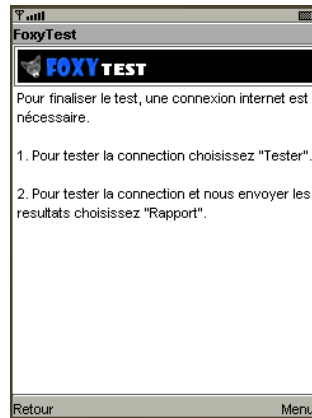 FoxyTest
FOXY TEST
Pour finaliser le test, une connexion internet est
nécessaire.
1. Pour tester la connection choisissez "Tester".
2. Pour tester la connection et nous envoyer les
resultats choisissez "Rapport".
Retour Menu